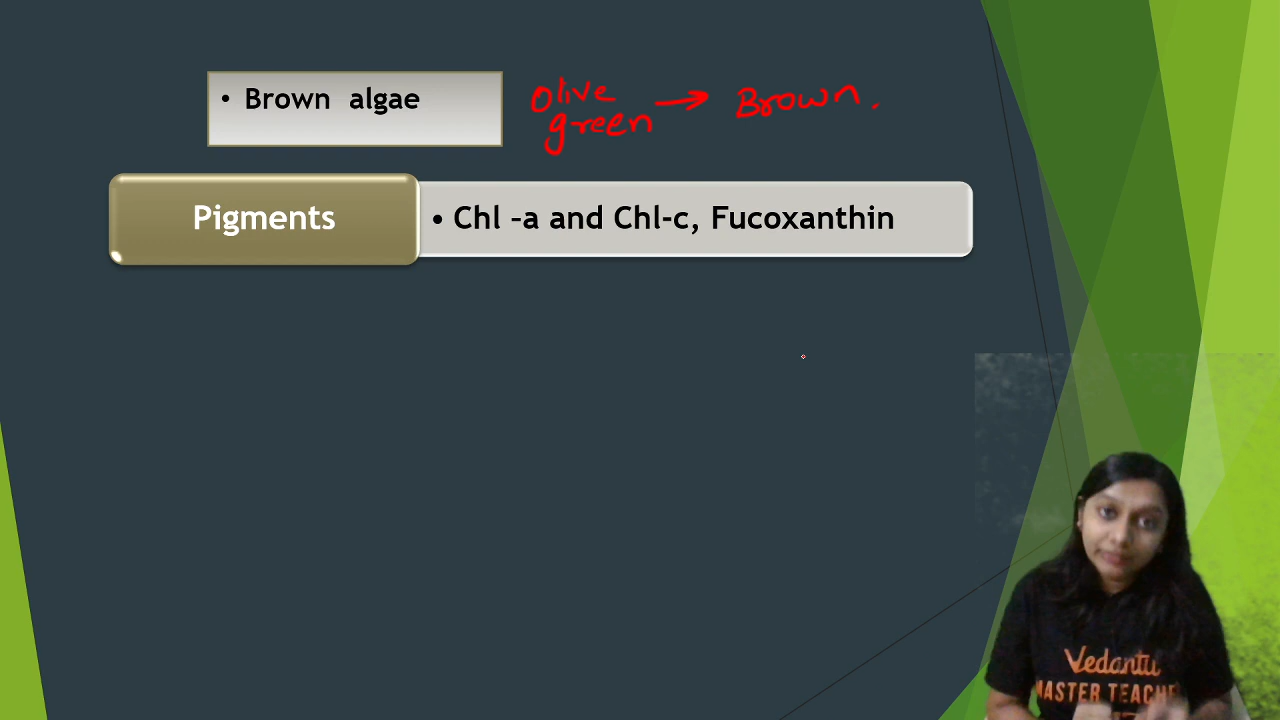 • Brown algae
Olive green → Brown.
Pigments
• Chl –a and Chl-c, Fucoxanthin
Vedantu
MASTER TEACHE